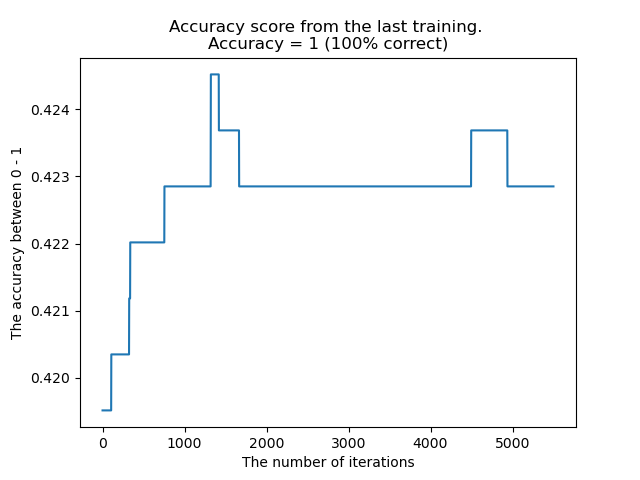 Accuracy score from the last training.
Accuracy = 1 (100% correct)
The accuracy between 0 - 1
0.424
0.423
0.422
0.421
0.420
0 1000 2000 3000 4000 5000
The number of iterations